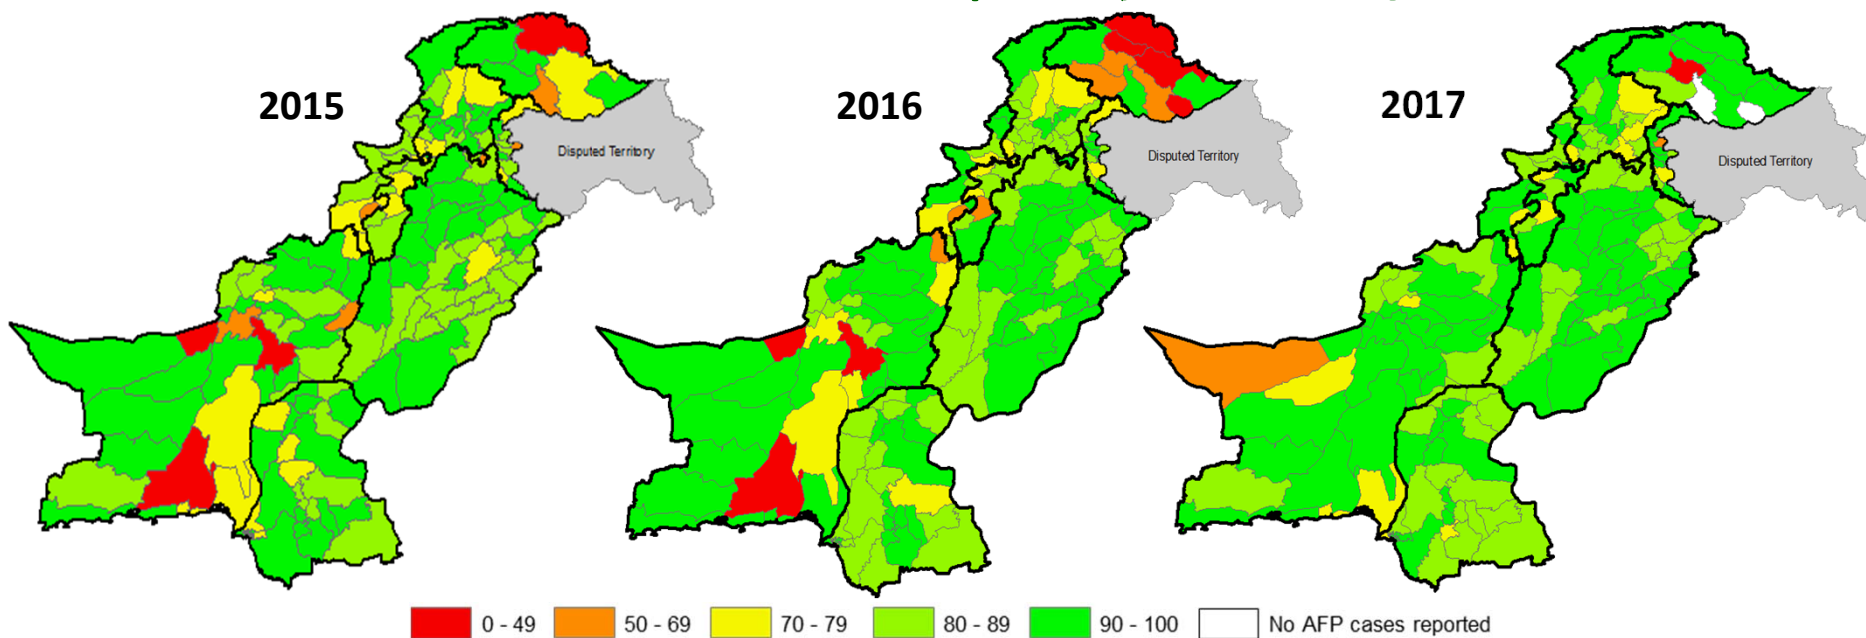 2015
2016
2017
Disputed Territory
Disputed Territory
Disputed Territory
0 - 49
50 - 69
70 - 79
80 - 89
90 - 100
No AFP cases reported